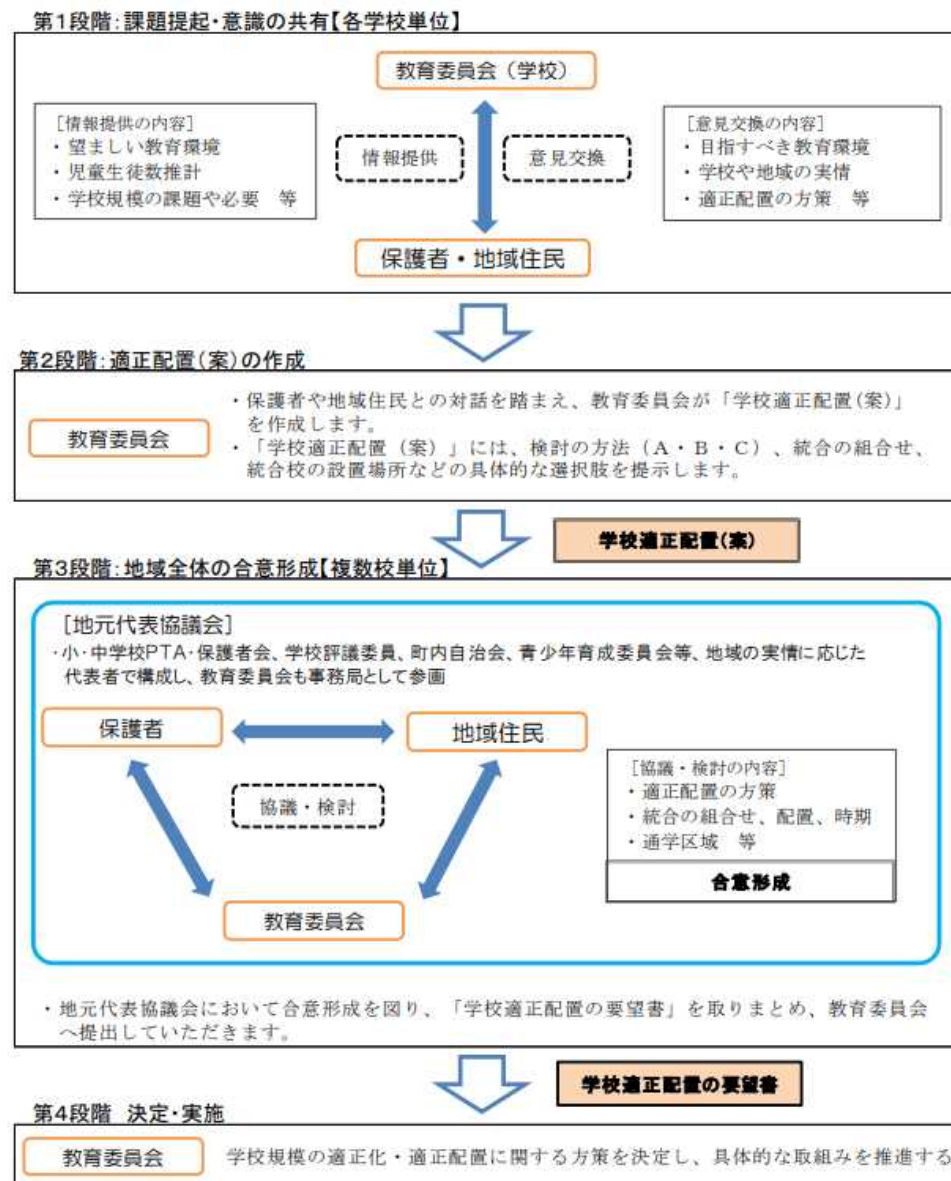 第1段階:課題提起・意識の共有【各学校単位】
教育委員会（学校）
［情報提供の内容］
・望ましい教育環境
・児童生徒数推計
・学校規模の課題や必要　等
情報提供
意見交換
［意見交換の内容］
・目指すべき教育環境
・学校や地域の実情
・適正配置の方策　等
保護者・地域住民
第2段階:適正配置(案)の作成
教育委員会
・保護者や地域住民との対話を踏まえ、教育委員会が「学校適正配置(案)」
を作成します。
・「学校適正配置（案）」には、検討の方法（A・B・C）、統合の組合せ、
統合校の設置場所などの具体的な選択肢を提示します。
学校適正配置(案)
第3段階:地域全体の合意形成【複数校単位】
［地元代表協議会］
・小・中学校PTA・保護者会、学校評議委員、町内自治会、青少年育成委員会等、地域の実情に応じた
代表者で構成し、教育委員会も事務局として参画
保護者
地域住民
協議・検討
教育委員会
［協議・検討の内容］
・適正配置の方策
・統合の組合せ、配置、時期
・通学区域　等
合意形成
・地元代表協議会において合意形成を図り、「学校適正配置の要望書」を取りまとめ、教育委員会
へ提出していただきます。
学校適正配置の要望書
第4段階　決定・実施
教育委員会
学校規模の適正化・適正配置に関する方策を決定し、具体的な取組みを推進する